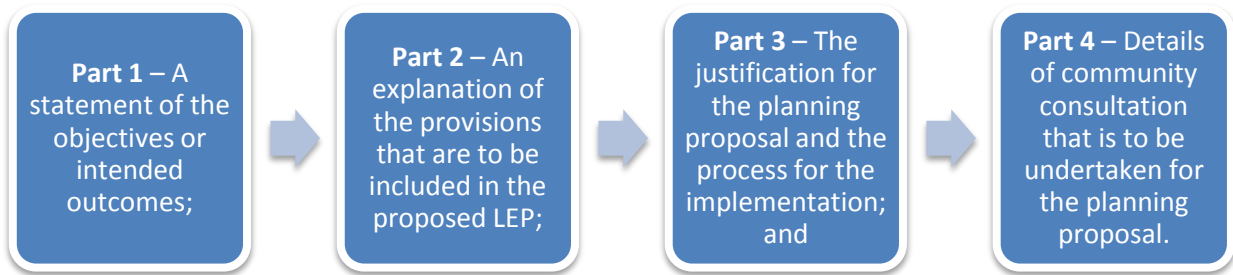 Part 1 – A
statement of the
objectives or
intended
outcomes;
Part 2 – An
explanation of
the provisions
that are to be
included in the
proposed LEP;
Part 3 – The
justification for
the planning
proposal and the
process for the
implementation;
and
Part 4 – Details
of community
consultation
that is to be
undertaken for
the planning
proposal.